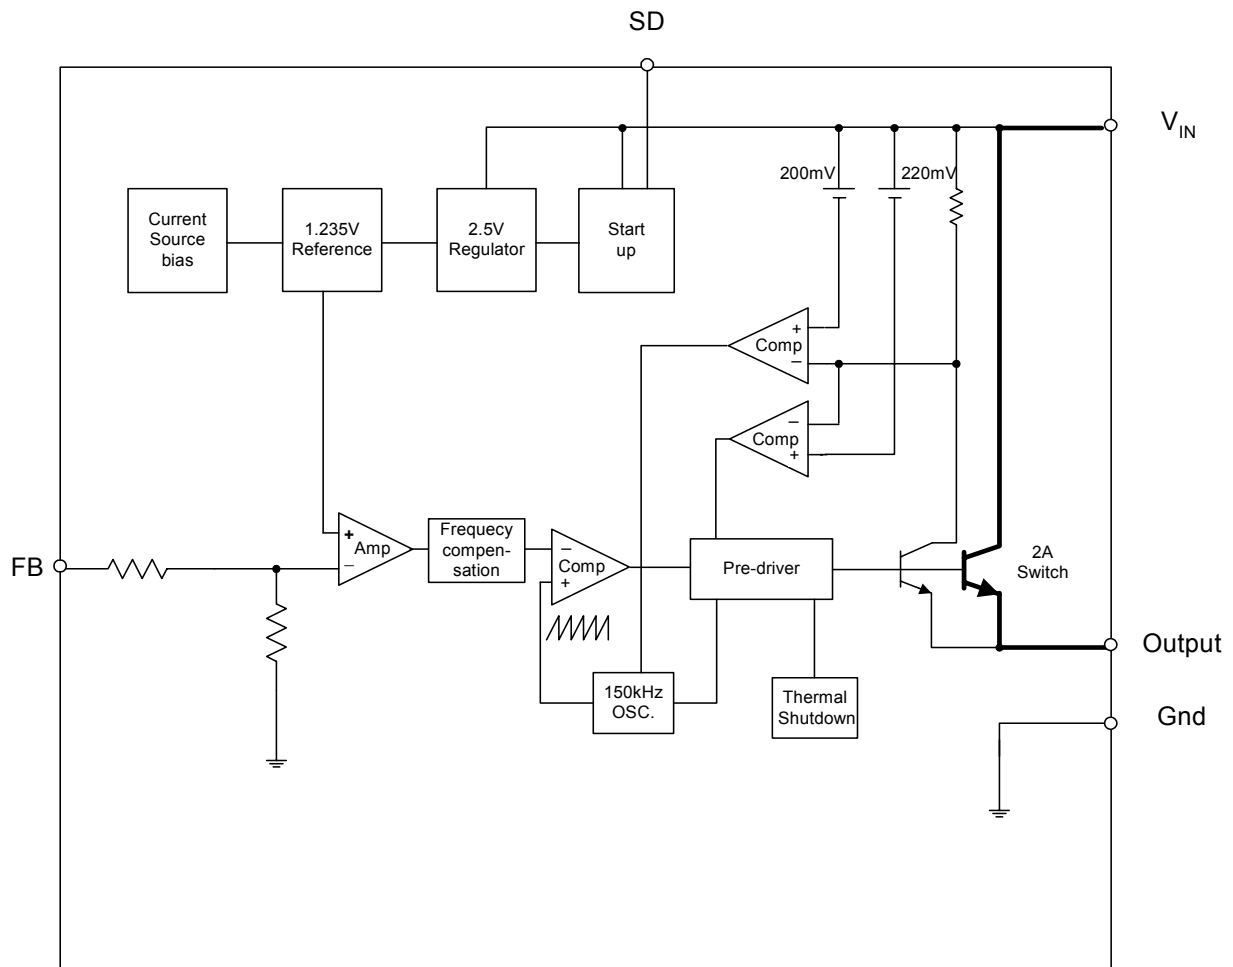 SD
V_IN
200mV
220mV
Current
Source
bias
1.235V
Reference
2.5V
Regulator
Start
up
+
Comp
−
−
Comp
+
FB
+
Amp
−
Frequecy
compen-
sation
−
Comp
+
Pre-driver
2A
Switch
Output
150kHz
OSC.
Thermal
Shutdown
Gnd